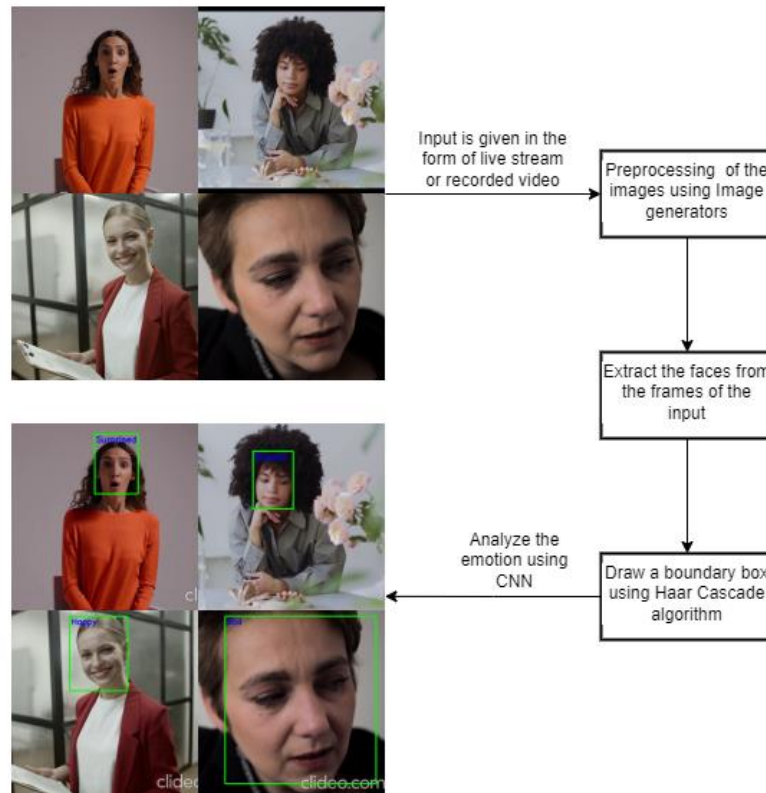 Input is given in the
form of live stream
or recorded video
Preprocessing of the
images using Image
generators
Extract the faces from
the frames of the
input
Draw a boundary box
using Haar Cascade
algorithm
Analyze the
emotion using
CNN
Surprised
Happy
clideo.com